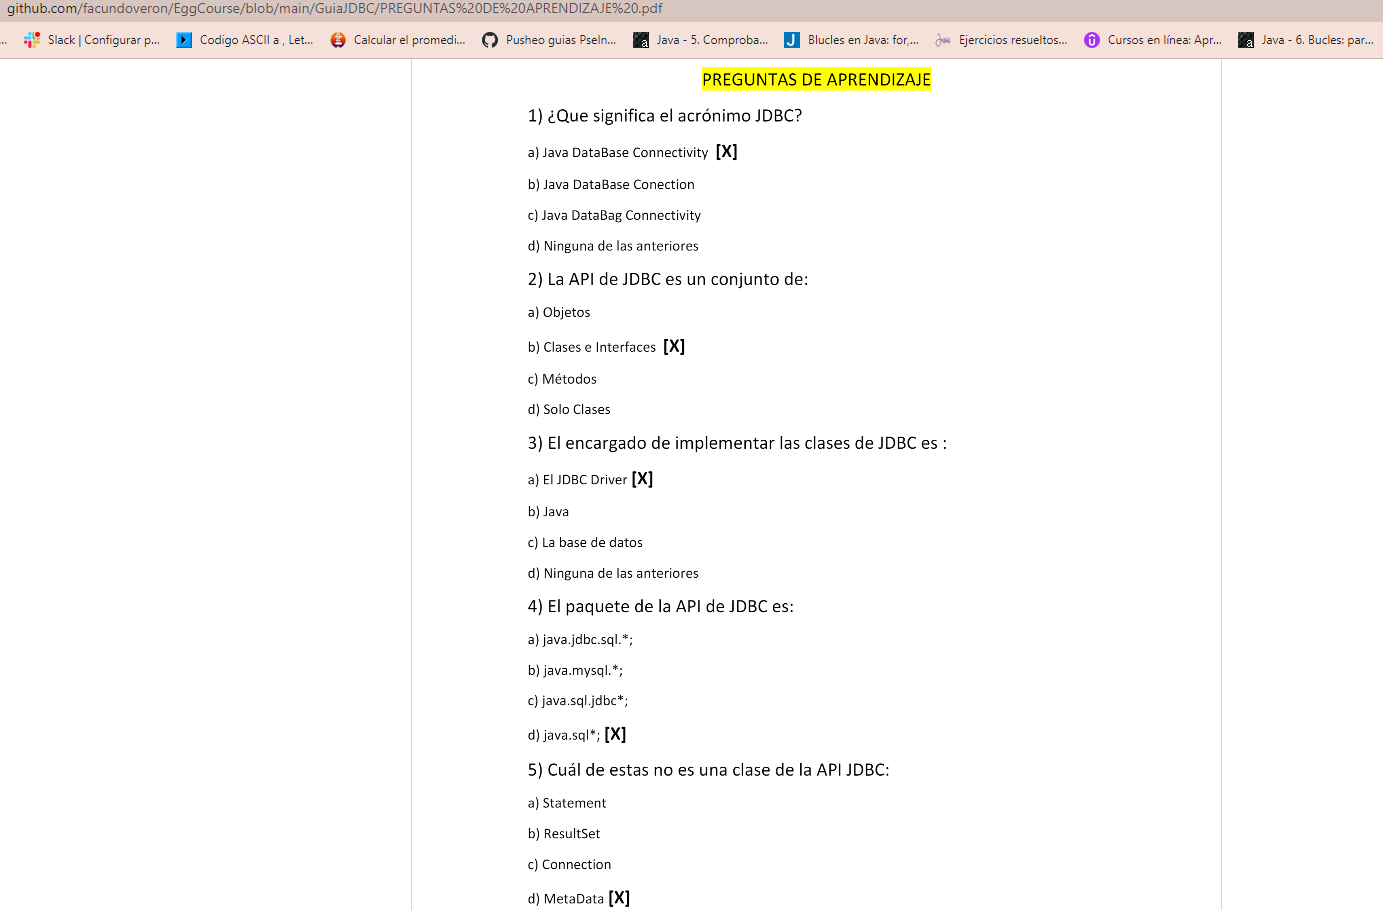 github.com/facundoveron/EggCourse/blob/main/GuiaJDBC/PREGUNTAS%20DE%20APRENDIZAJE%20.pdf
... Slack | Configurar p... Codigo ASCII a , Let... Calcular el promedi... Pusheo guias PseIn... Java - 5. Comproba... Blucles en Java: for,... Ejercicios resueltos... Cursos en línea: Apr... Java - 6. Bucles: par...
PREGUNTAS DE APRENDIZAJE
1) ¿Que significa el acrónimo JDBC?
a) Java DataBase Connectivity [X]
b) Java DataBase Conection
c) Java DataBag Connectivity
d) Ninguna de las anteriores
2) La API de JDBC es un conjunto de:
a) Objetos
b) Clases e Interfaces [X]
c) Métodos
d) Solo Clases
3) El encargado de implementar las clases de JDBC es :
a) El JDBC Driver [X]
b) Java
c) La base de datos
d) Ninguna de las anteriores
4) El paquete de la API de JDBC es:
a) java.jdbc.sql.*;
b) java.mysql.*;
c) java.sql.jdbc*;
d) java.sql*; [X]
5) Cuál de estas no es una clase de la API JDBC:
a) Statement
b) ResultSet
c) Connection
d) MetaData [X]